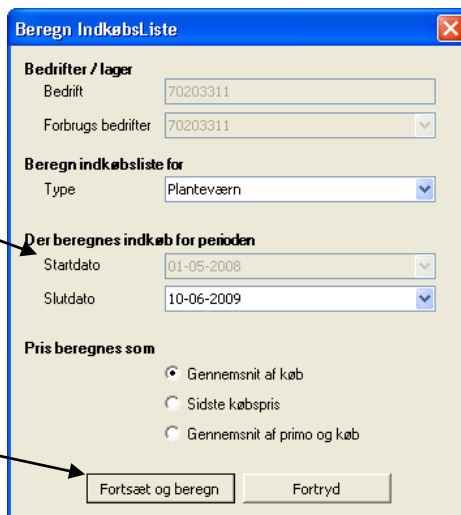 Beregn IndkøbsListe
Bedrifter / lager
Bedrift 70203311
Forbrugs bedrifter 70203311
Beregn indkøbsliste for
Type Planteværn
Der beregnes indkøb for perioden
Startdato 01-05-2008
Slutdato 10-06-2009
Pris beregnes som
Gennemsnit af køb
Sidste købspris
Gennemsnit af primo og køb
Fortsæt og beregn Fortryd